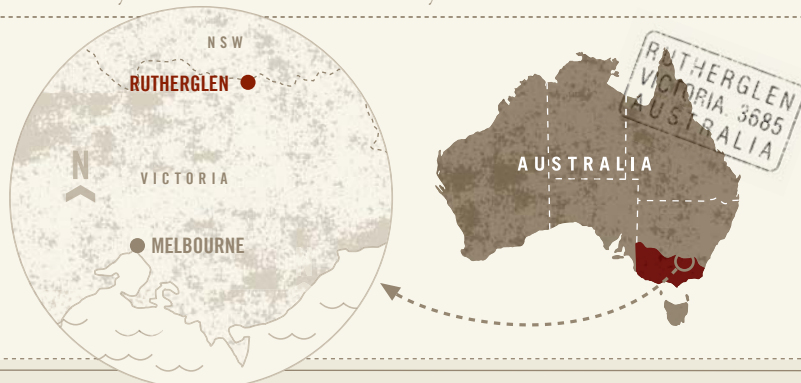 NSW
RUTHERGLEN
N
VICTORIA
MELBOURNE
AUSTRALIA
RUTHERGLEN
VICTORIA, 3685
AUSTRALIA